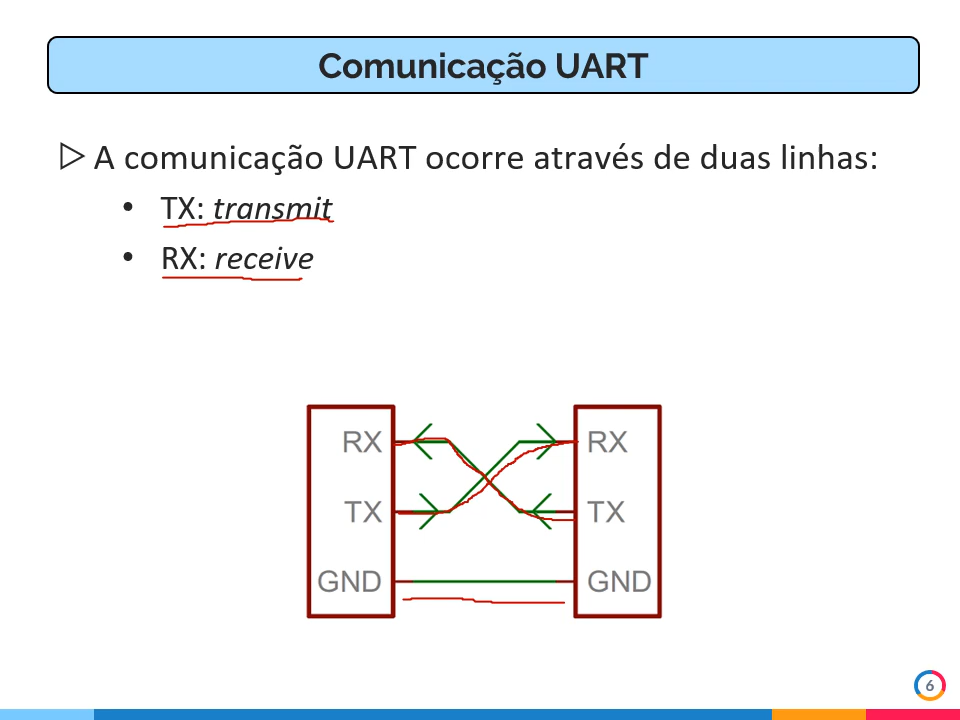 Comunicação UART
A comunicação UART ocorre através de duas linhas:
• TX: transmit
• RX: receive
RX RX
TX TX
GND GND
6